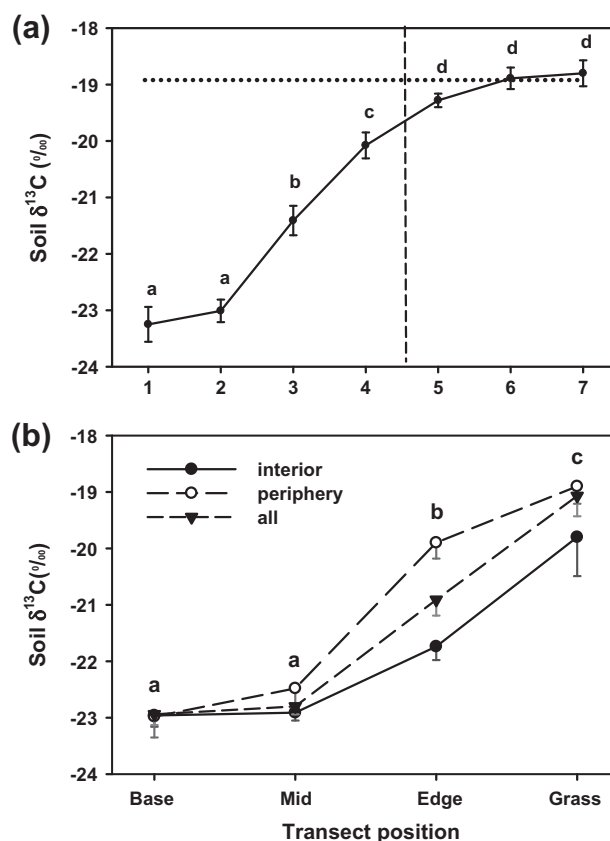 (a)
-18
-19
-20
-21
-22
-23
-24
Soil δ¹³C (⁰/₀₀)
a
a
b
c
d
d
d
1 2 3 4 5 6 7
(b)
-18
-19
-20
-21
-22
-23
-24
Soil δ¹³C(⁰/₀₀)
interior
periphery
all
a
a
b
c
Base Mid Edge Grass
Transect position